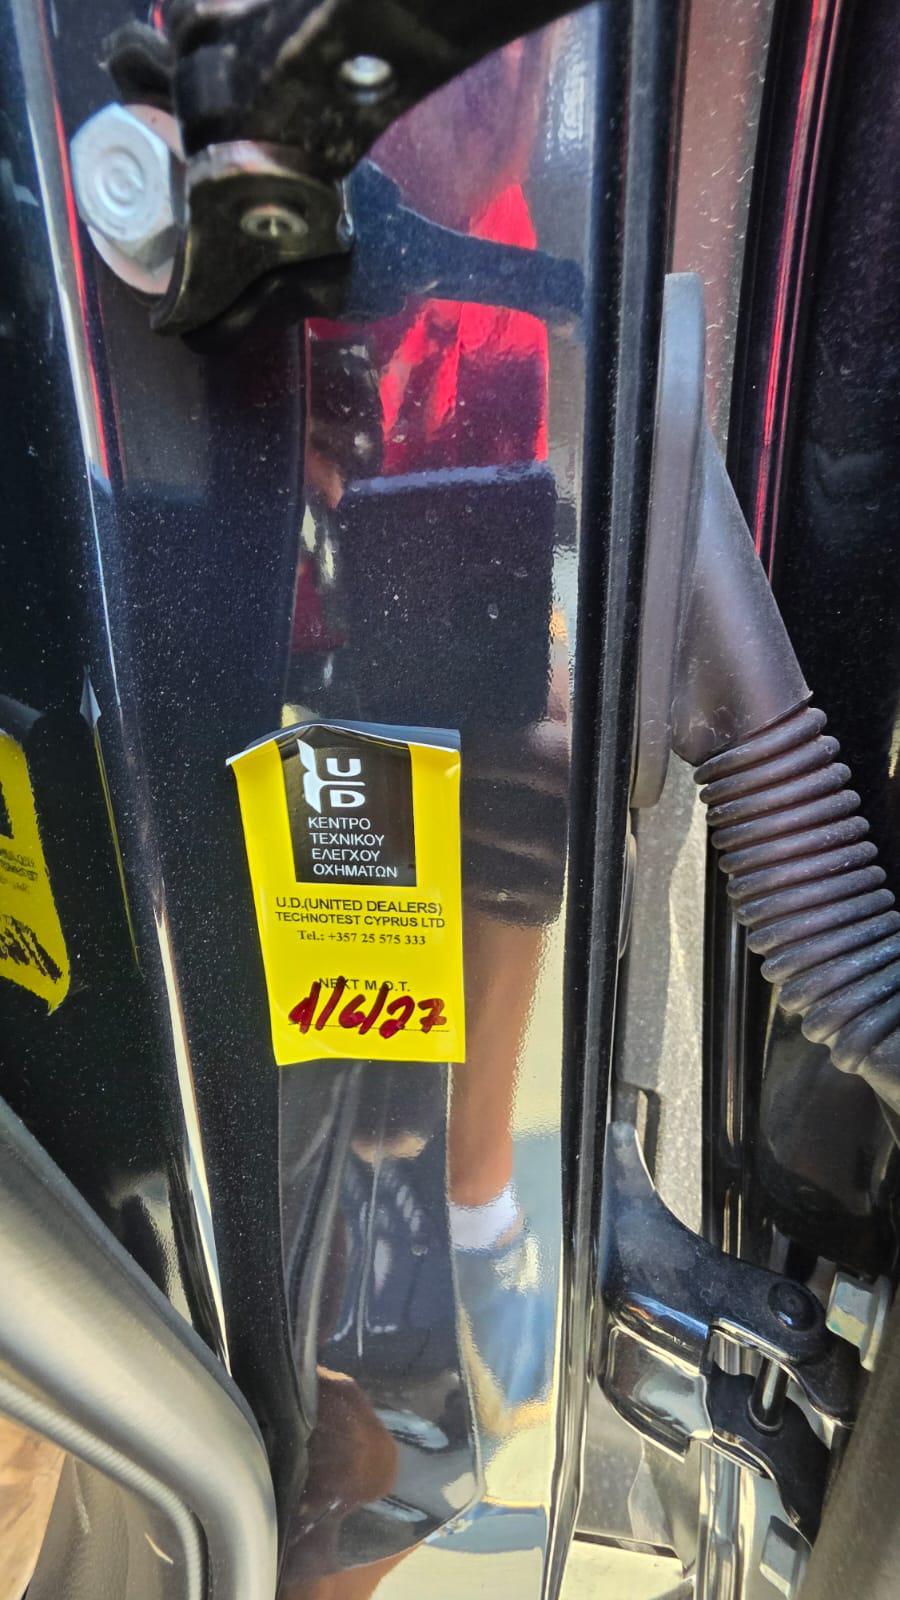 UD
ΚΕΝΤΡΟ
ΤΕΧΝΙΚΟΥ
ΕΛΕΓΧΟΥ
ΟΧΗΜΑΤΩΝ
U.D.(UNITED DEALERS)
TECHNOTEST CYPRUS LTD
Tel.: +357 25 575 333
NEXT M.O.T.
1/6/27